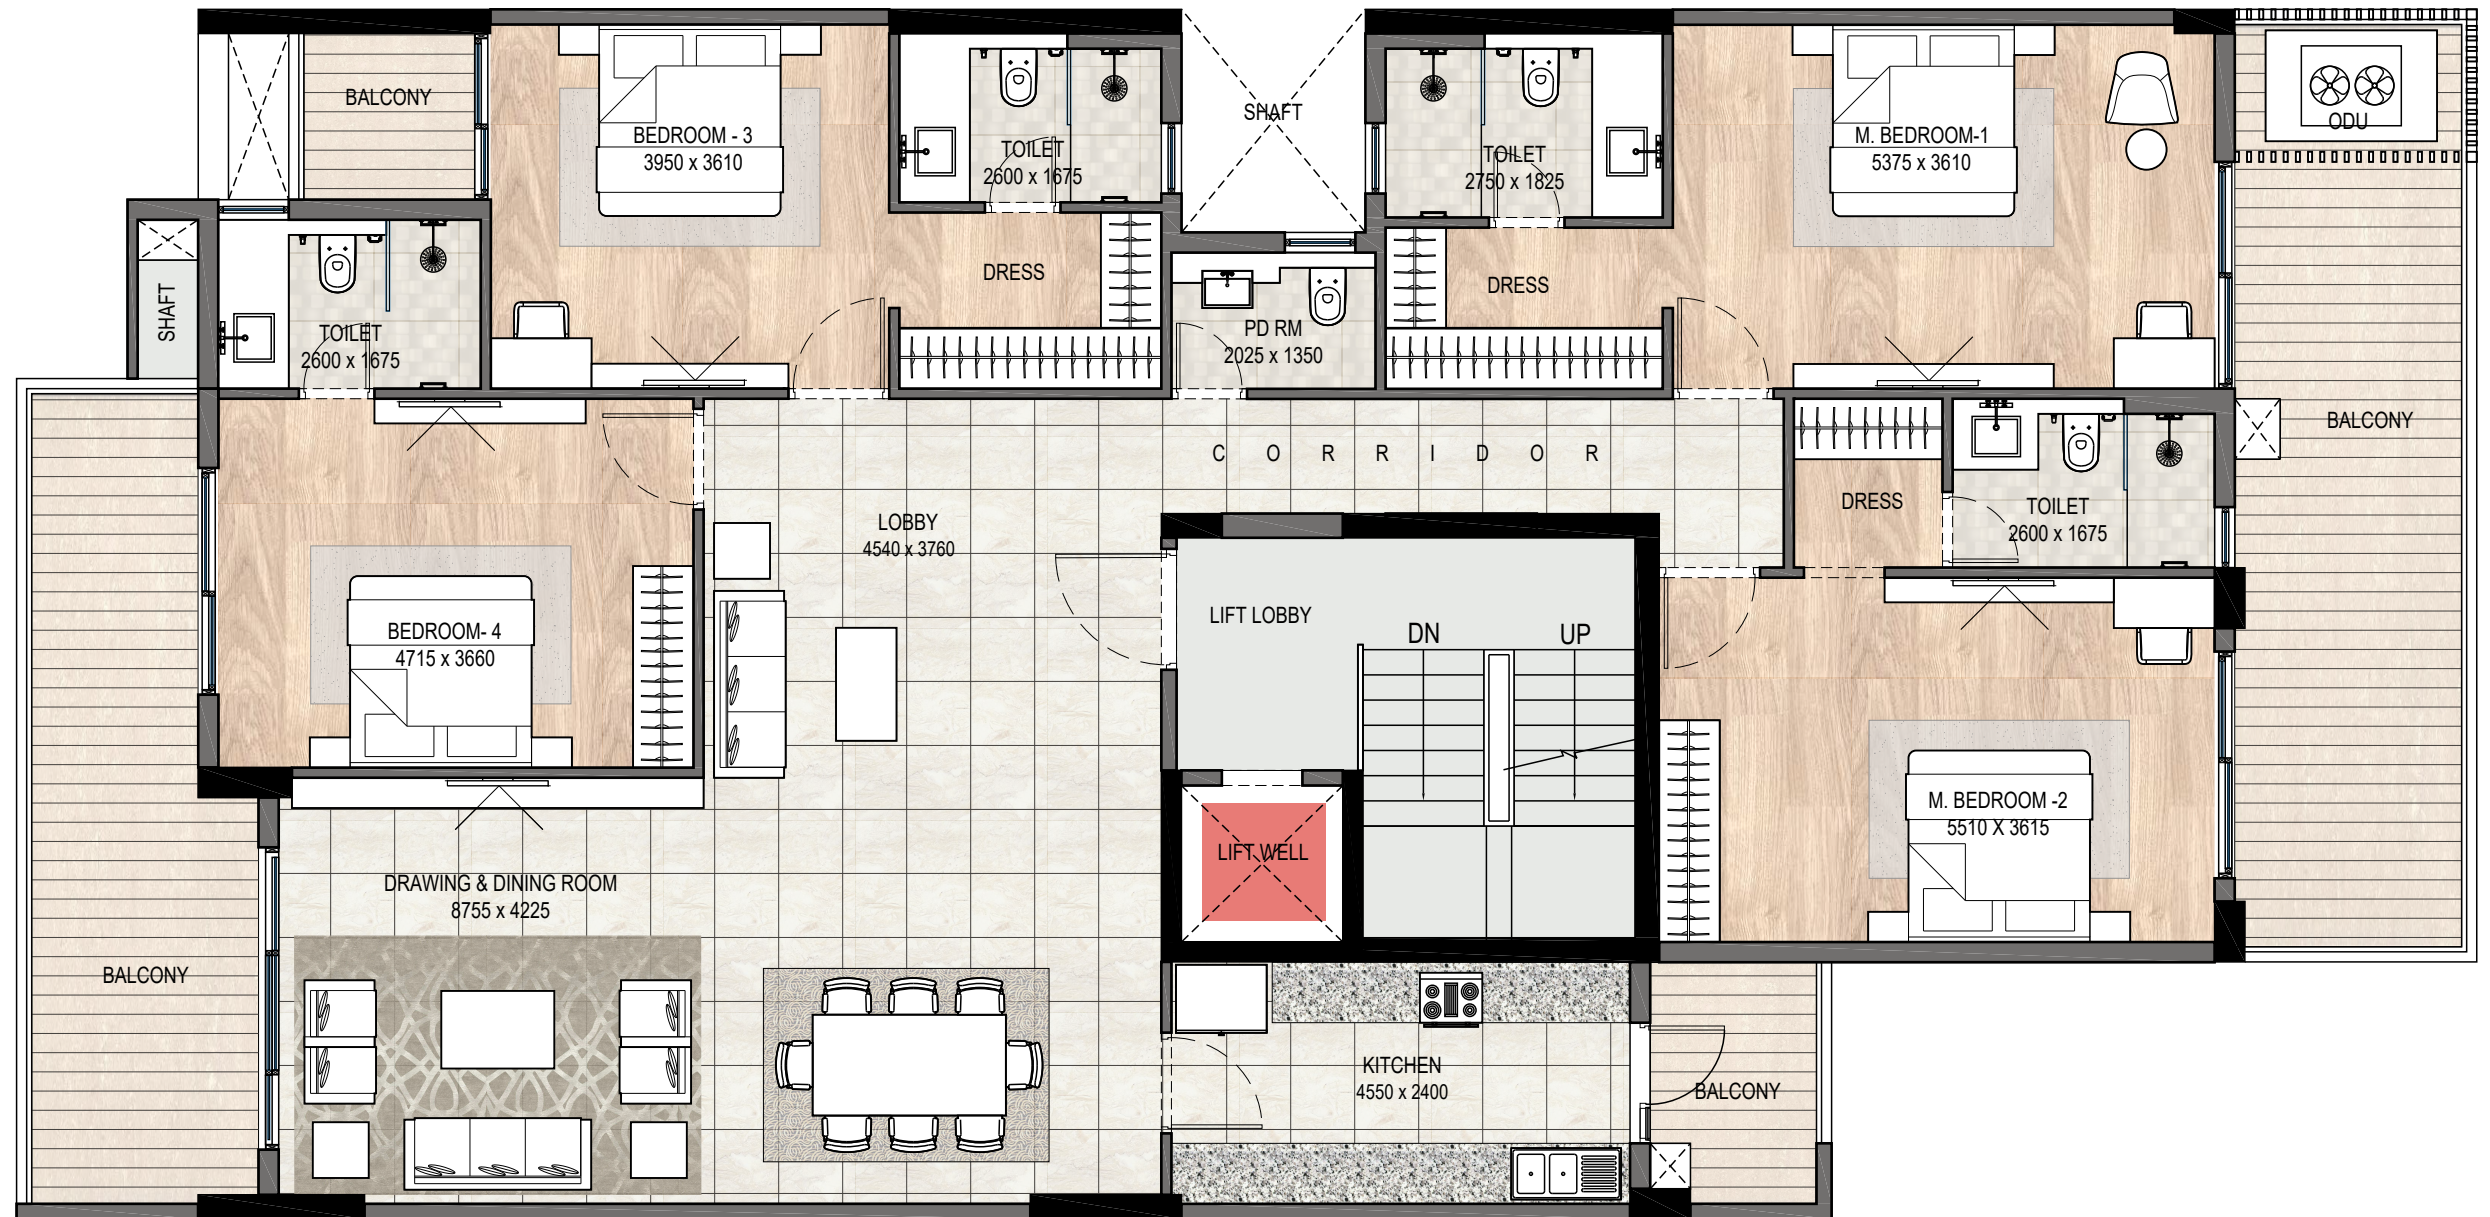 BALCONY
BEDROOM - 3
3950 x 3610
TOILET
2600 x 1675
SHAFT
TOILET
2750 x 1825
M. BEDROOM-1
5375 x 3610
ODU
SHAFT
TOILET
2600 x 1675
DRESS
PD RM
2025 x 1350
DRESS
BALCONY
CORRIDOR
LOBBY
4540 x 3760
DRESS
TOILET
2600 x 1675
BEDROOM- 4
4715 x 3660
LIFT LOBBY
DN
UP
M. BEDROOM -2
5510 X 3615
LIFT WELL
DRAWING & DINING ROOM
8755 x 4225
BALCONY
KITCHEN
4550 x 2400
BALCONY